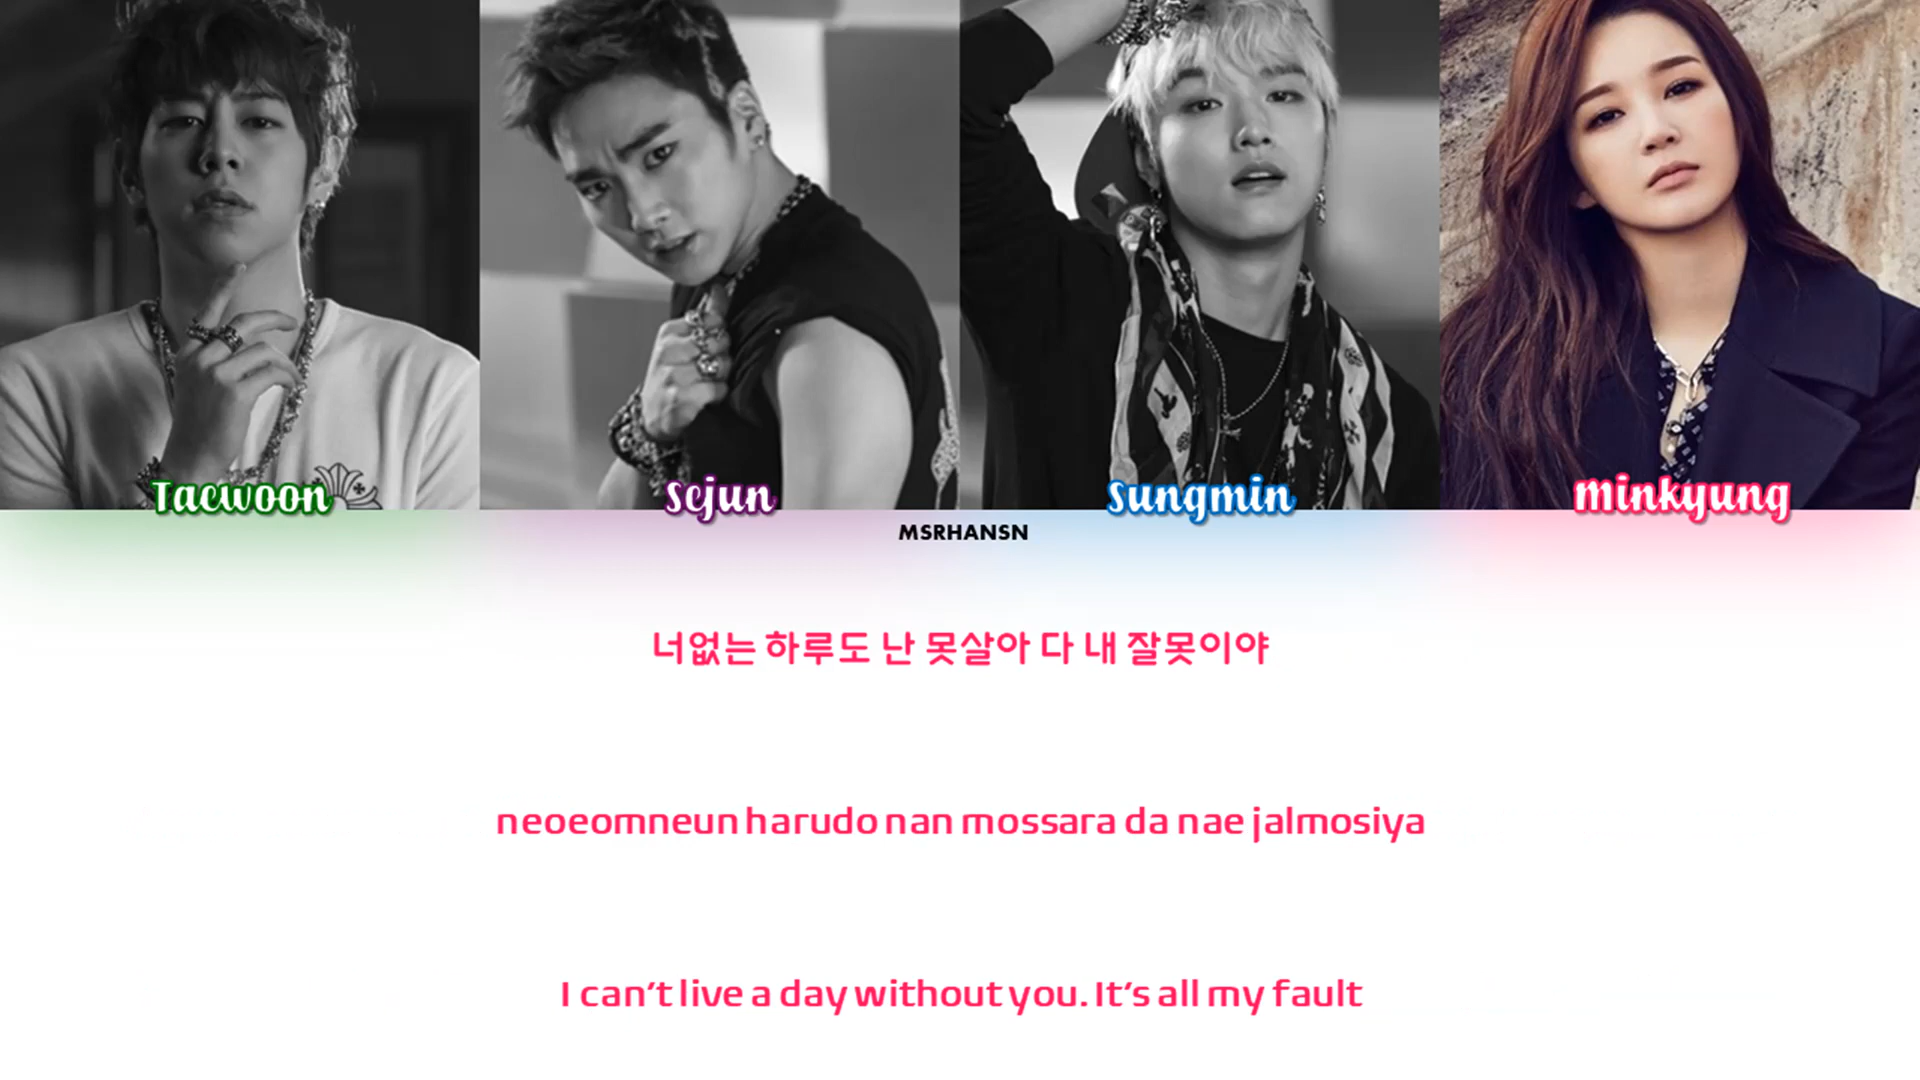 Taewoon
Sejun
Sungmin
Minkyung
MSRHANSN
너없는 하루도 난 못살아 다 내 잘못이야
neoeomneun harudo nan mossara da nae jalmosiya
I can't live a day without you. It's all my fault